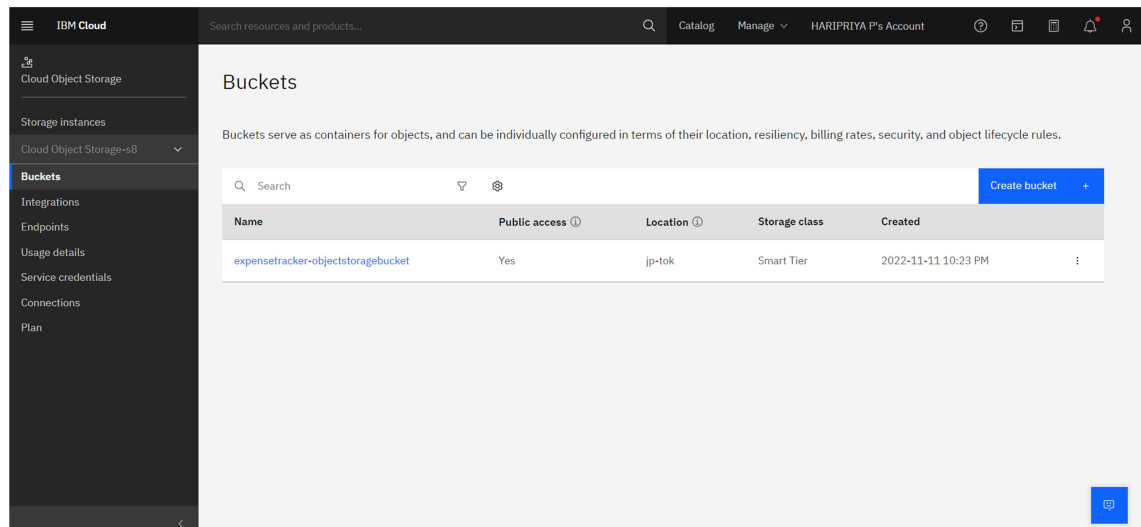 IBM Cloud
Search resources and products...
Catalog
Manage
HARIPRIYA P's Account
Cloud Object Storage
Storage instances
Cloud Object Storage-s8
Buckets
Integrations
Endpoints
Usage details
Service credentials
Connections
Plan
Buckets
Buckets serve as containers for objects, and can be individually configured in terms of their location, resiliency, billing rates, security, and object lifecycle rules.
Search
Create bucket +
Name Public access Location Storage class Created
expensetracker-objectstoragebucket Yes jp-tok Smart Tier 2022-11-11 10:23 PM